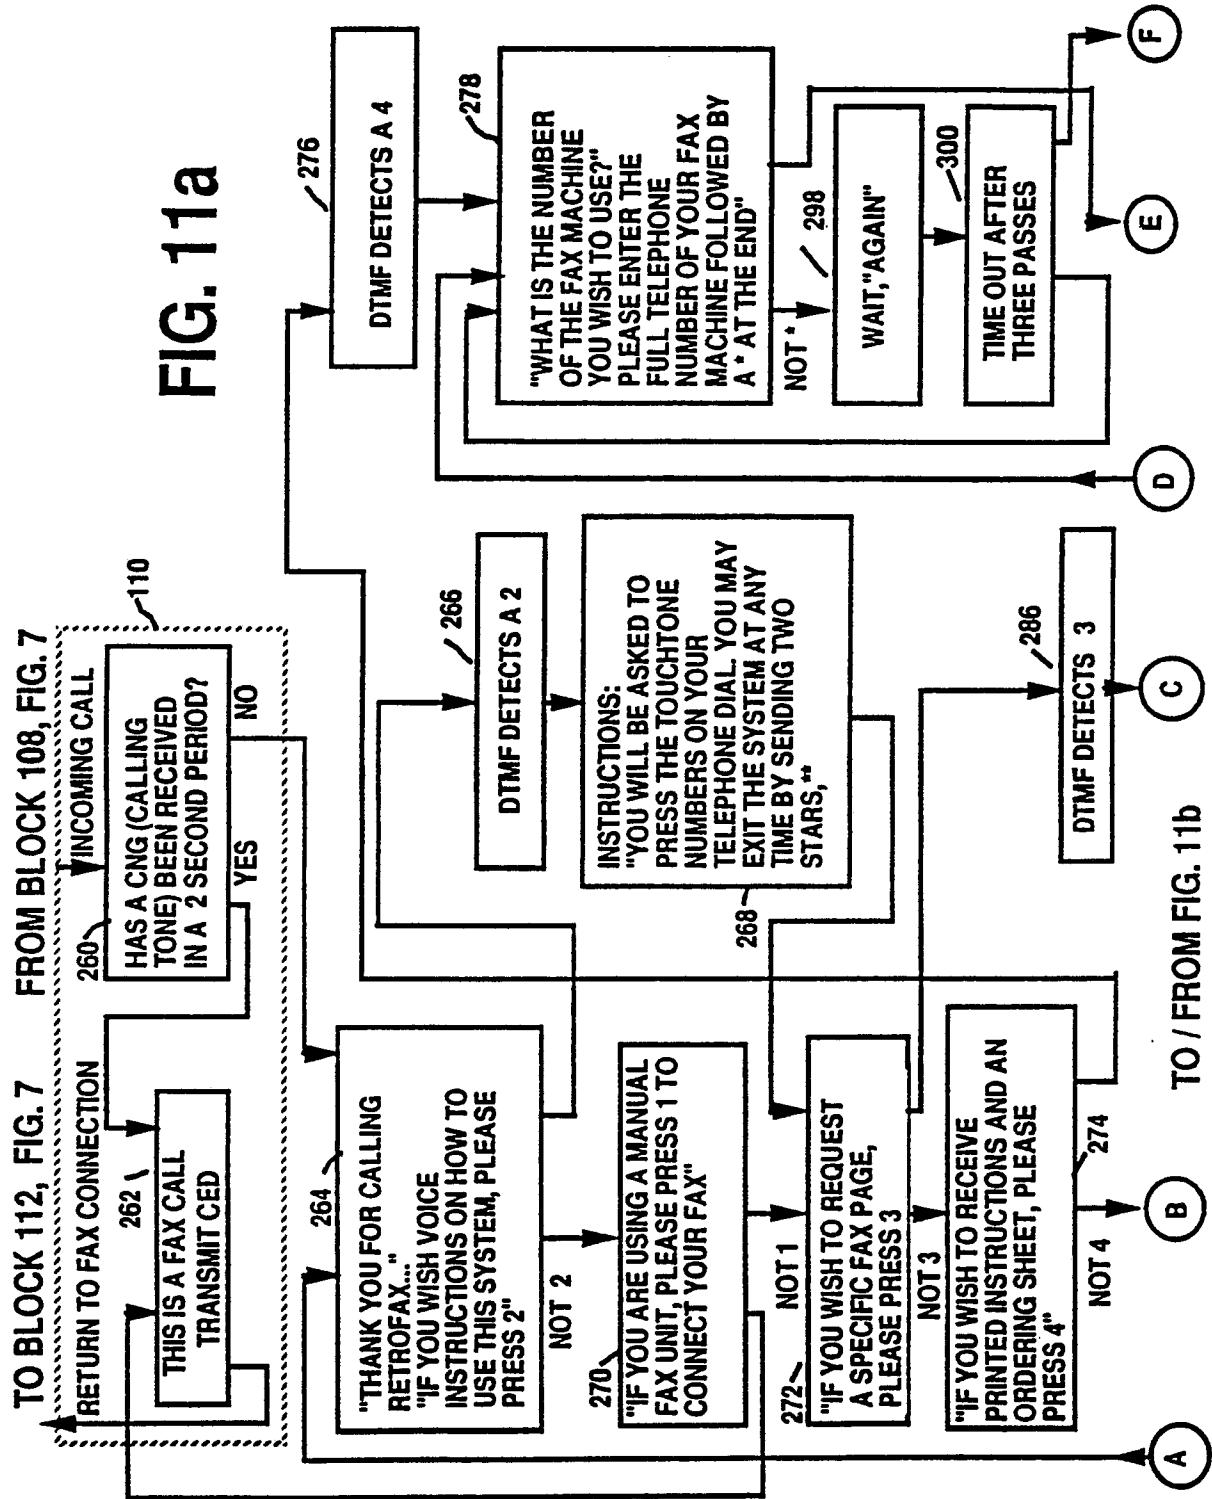 FIG. 11a
TO BLOCK 112, FIG. 7
FROM BLOCK 108, FIG. 7
RETURN TO FAX CONNECTION
INCOMING CALL
110
260
HAS A CNG (CALLING
TONE) BEEN RECEIVED
IN A 2 SECOND PERIOD?
YES
NO
262
THIS IS A FAX CALL
TRANSMIT CED
264
"THANK YOU FOR CALLING
RETROFAX..."
"IF YOU WISH VOICE
INSTRUCTIONS ON HOW TO
USE THIS SYSTEM, PLEASE
PRESS 2"
NOT 2
266
DTMF DETECTS A 2
INSTRUCTIONS:
"YOU WILL BE ASKED TO
PRESS THE TOUCHTONE
NUMBERS ON YOUR
TELEPHONE DIAL. YOU MAY
EXIT THE SYSTEM AT ANY
TIME BY SENDING TWO
STARS,**
268
270
"IF YOU ARE USING A MANUAL
FAX UNIT, PLEASE PRESS 1 TO
CONNECT YOUR FAX"
NOT 1
272
"IF YOU WISH TO REQUEST
A SPECIFIC FAX PAGE,
PLEASE PRESS 3
NOT 3
"IF YOU WISH TO RECEIVE
PRINTED INSTRUCTIONS AND AN
ORDERING SHEET, PLEASE
PRESS 4"
274
NOT 4
276
DTMF DETECTS A 4
278
"WHAT IS THE NUMBER
OF THE FAX MACHINE
YOU WISH TO USE?"
PLEASE ENTER THE
FULL TELEPHONE
NUMBER OF YOUR FAX
MACHINE FOLLOWED BY
A * AT THE END"
NOT *
298
WAIT,"AGAIN"
300
TIME OUT AFTER
THREE PASSES
286
DTMF DETECTS 3
A
B
C
D
E
F
TO / FROM FIG. 11b